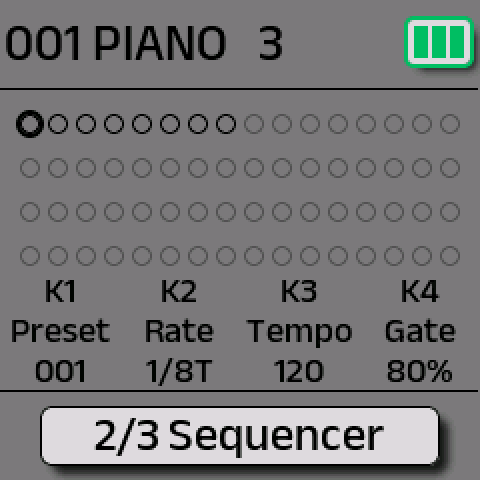 001 PIANO 3
K1 K2 K3 K4
Preset Rate Tempo Gate
001 1/8T 120 80%
2/3 Sequencer